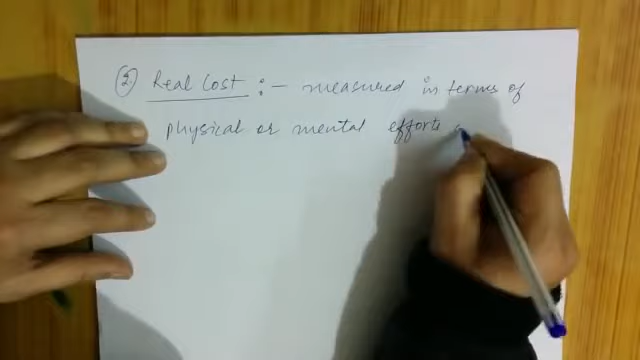 ② Real Cost :- measured in terms of
physical or mental efforts